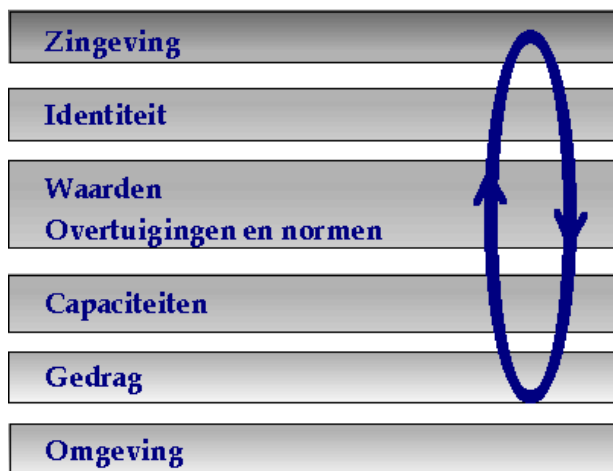 Zingeving
Identiteit
Waarden
Overtuigingen en normen
Capaciteiten
Gedrag
Omgeving